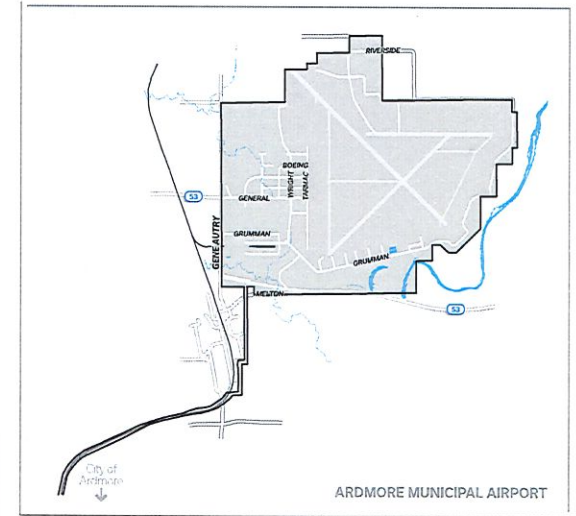 RIVERSIDE
BOEING
WRIGHT
TARMAC
53
GENERAL
GRUMMAN
GENE AUTRY
GRUMMAN
MELTON
53
City of
Ardmore
ARDMORE MUNICIPAL AIRPORT